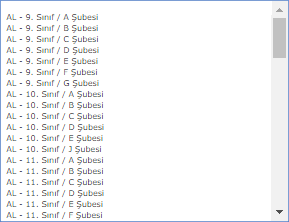 AL - 9. Sınıf / A Şubesi
AL - 9. Sınıf / B Şubesi
AL - 9. Sınıf / C Şubesi
AL - 9. Sınıf / D Şubesi
AL - 9. Sınıf / E Şubesi
AL - 9. Sınıf / F Şubesi
AL - 9. Sınıf / G Şubesi
AL - 10. Sınıf / A Şubesi
AL - 10. Sınıf / B Şubesi
AL - 10. Sınıf / C Şubesi
AL - 10. Sınıf / D Şubesi
AL - 10. Sınıf / E Şubesi
AL - 10. Sınıf / J Şubesi
AL - 11. Sınıf / A Şubesi
AL - 11. Sınıf / B Şubesi
AL - 11. Sınıf / C Şubesi
AL - 11. Sınıf / D Şubesi
AL - 11. Sınıf / E Şubesi
AL - 11. Sınıf / F Şubesi